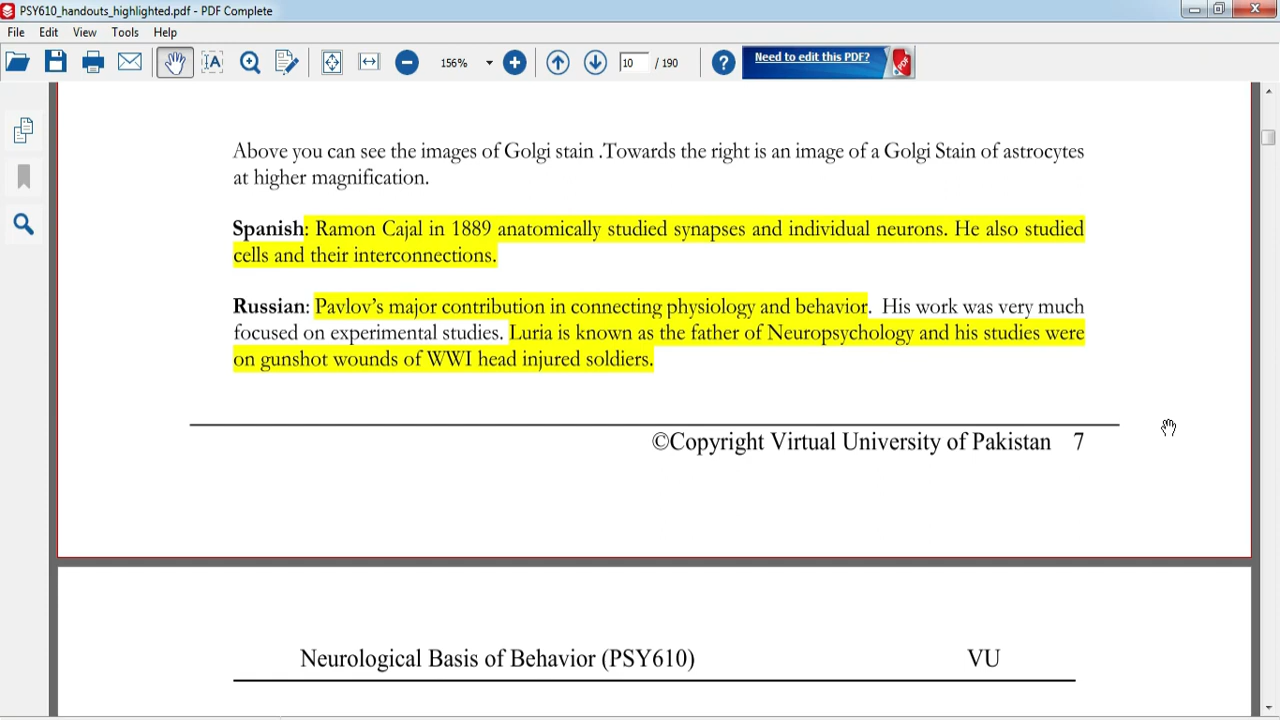 PSY610_handouts_highlighted.pdf - PDF Complete
File Edit View Tools Help
156% 10 / 190 Need to edit this PDF?
Above you can see the images of Golgi stain .Towards the right is an image of a Golgi Stain of astrocytes
at higher magnification.
Spanish: Ramon Cajal in 1889 anatomically studied synapses and individual neurons. He also studied
cells and their interconnections.
Russian: Pavlov’s major contribution in connecting physiology and behavior. His work was very much
focused on experimental studies. Luria is known as the father of Neuropsychology and his studies were
on gunshot wounds of WWI head injured soldiers.
©Copyright Virtual University of Pakistan 7
Neurological Basis of Behavior (PSY610) VU